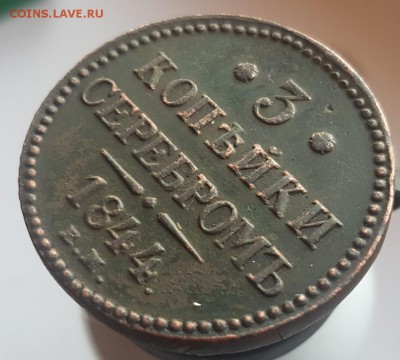 COINS.LAVE.RU
• 3 •
КОПѢЙКИ
СЕРЕБРОМЪ
1844.
Е.М.